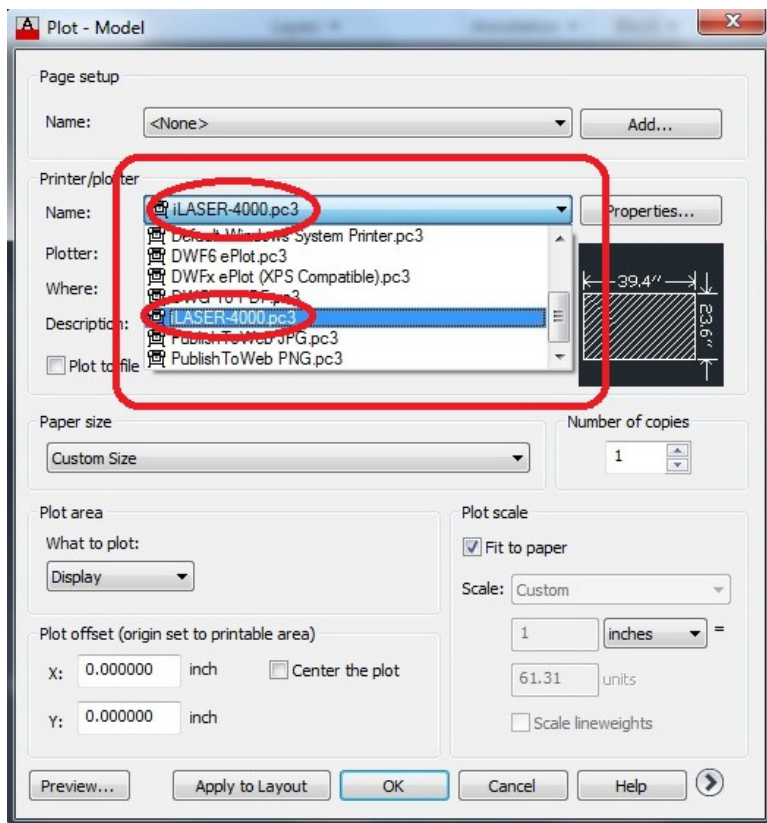 Plot - Model
Page setup
Name: <None> Add...
Printer/plotter
Name: iLASER-4000.pc3 Properties...
Default Windows System Printer.pc3
Plotter: DWF6 ePlot.pc3
DWFx ePlot (XPS Compatible).pc3
Where: DWG To PDF.pc3
39.4''
23.6''
Description: iLASER-4000.pc3
PublishToWeb JPG.pc3
Plot to file PublishToWeb PNG.pc3
Paper size Number of copies
Custom Size 1
Plot area Plot scale
What to plot: Fit to paper
Display
Scale: Custom
Plot offset (origin set to printable area) 1 inches =
X: 0.000000 inch Center the plot
61.31 units
Y: 0.000000 inch Scale lineweights
Preview... Apply to Layout OK Cancel Help